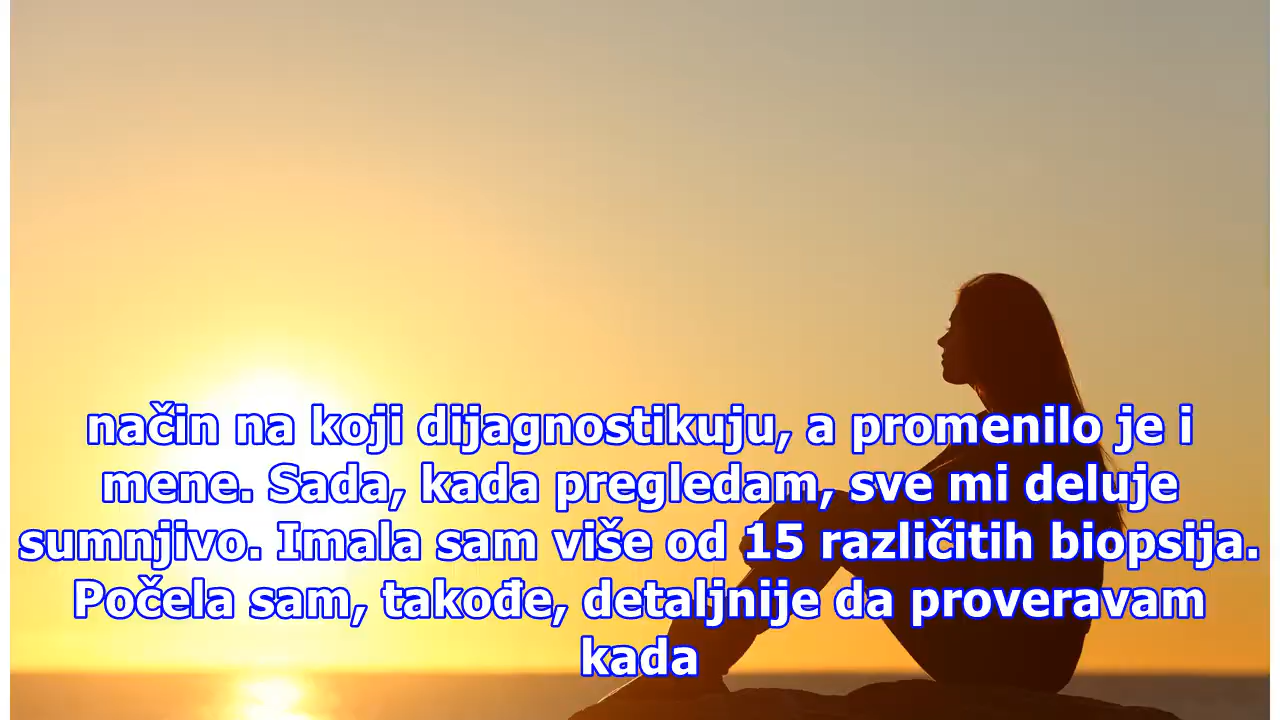 način na koji dijagnostikuju, a promenilo je i
mene. Sada, kada pregledam, sve mi deluje
sumnjivo. Imala sam više od 15 različitih biopsija.
Počela sam, takođe, detaljnije da proveravam
kada